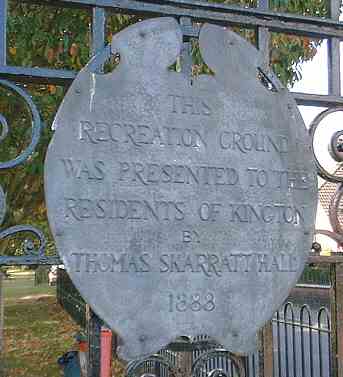 THIS
RECREATION GROUND
WAS PRESENTED TO THE
RESIDENTS OF KINGTON
BY
THOMAS SKARRATT HALL
1888